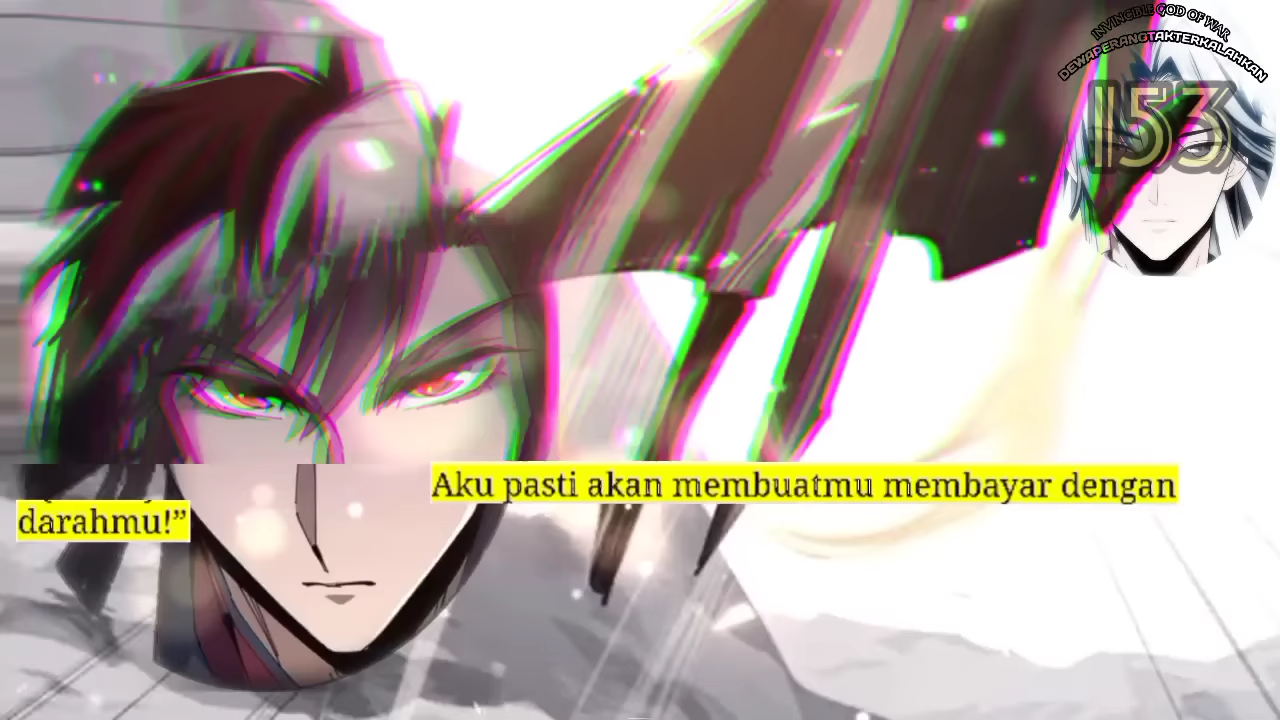 INVINCIBLE GOD OF WAR
DEWAPERANGTAKTERKALAHKAN
153
Aku pasti akan membuatmu membayar dengan
darahmu!”